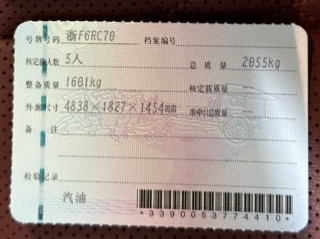 号牌号码 浙F6RC70 档案编号
核定载人数 5人 总质量 2055kg
整备质量 1601kg 核定载质量
外廓尺寸 4838×1827×1454mm 准牵引总质量
备注
检验记录
汽油
*3390053774410*